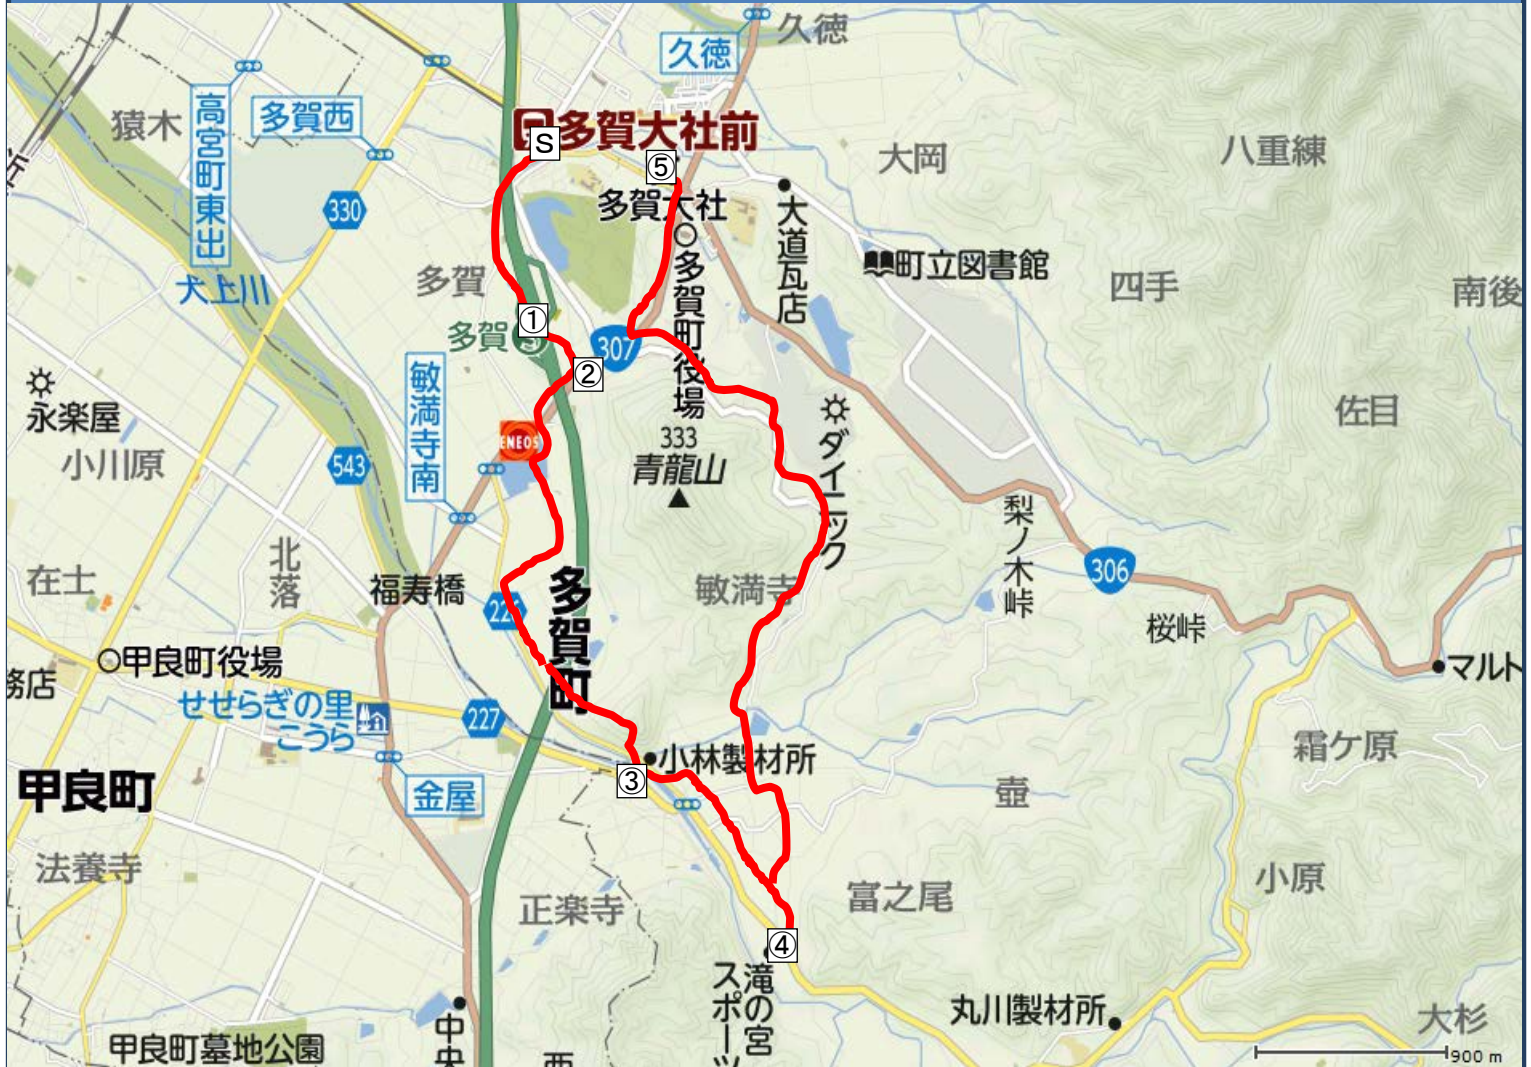 久徳
久徳
高宮町東出
多賀西
猿木
多賀大社前
S
⑤
大岡
八重練
330
多賀大社
大道瓦店
町立図書館
多賀
犬上川
四手
南後
①
多賀
307
多賀町役場
②
敏満寺南
永楽屋
小川原
543
ENEOS
333
青龍山
ダイニック
佐目
梨ノ木峠
北落
在士
福寿橋
多賀町
敏満寺
306
桜峠
甲良町役場
務店
せせらぎの里
こうら
227
マルト
霜ケ原
小林製材所
③
甲良町
金屋
壺
法養寺
正楽寺
富之尾
小原
④
滝の宮
スポーツ
丸川製材所
大杉
中央
甲良町墓地公園
900 m